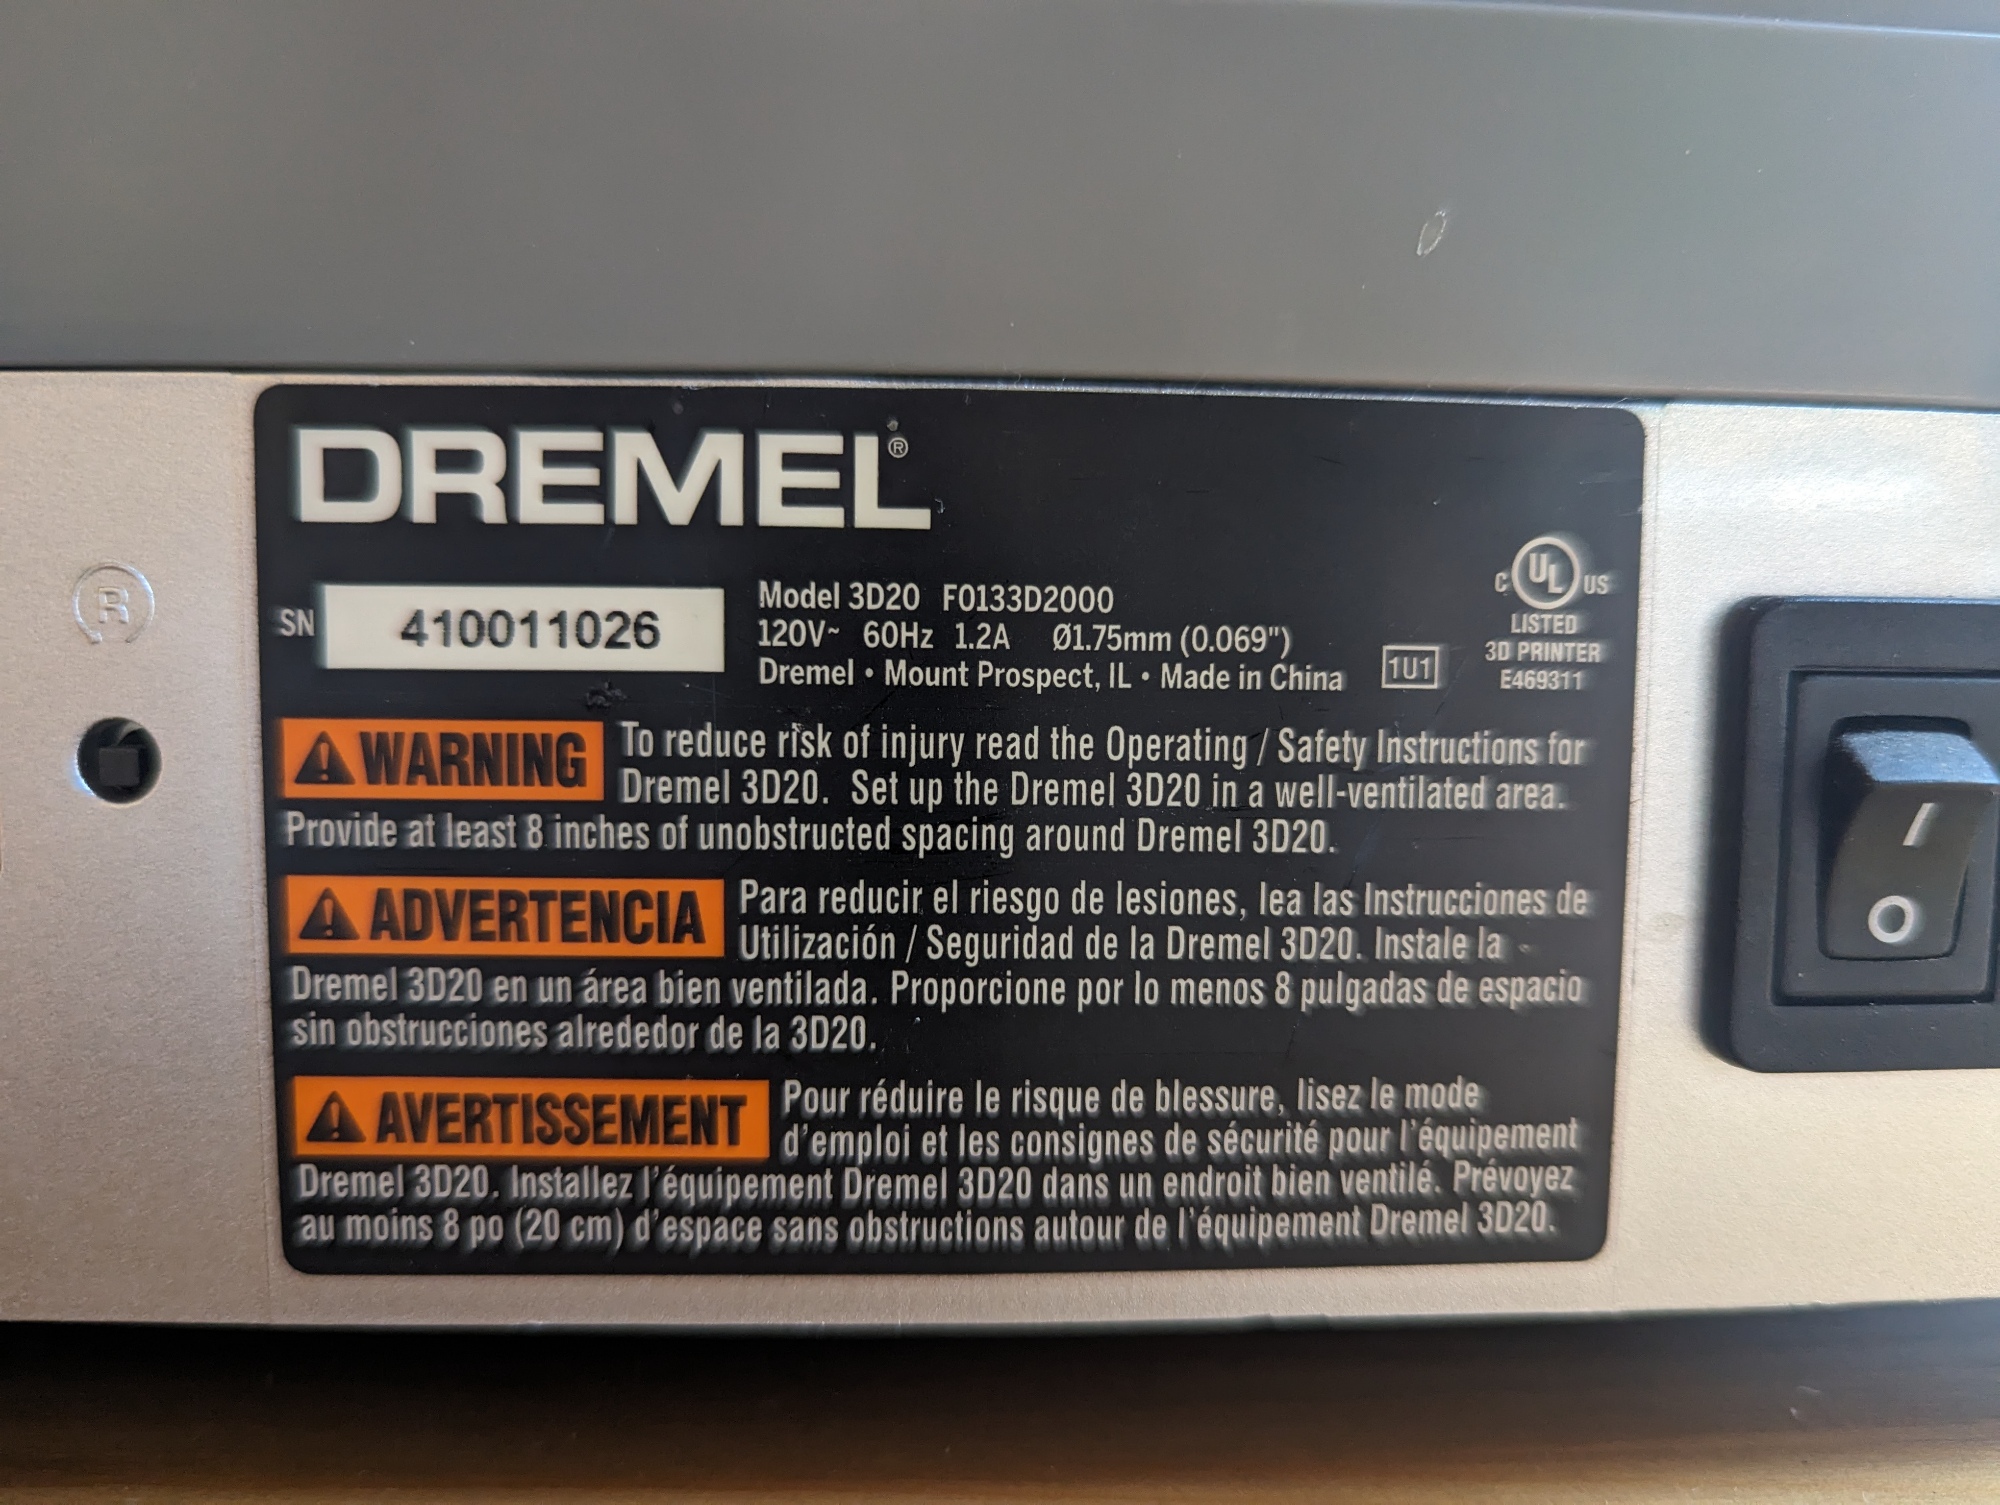 DREMEL®
SN 410011026
Model 3D20 F0133D2000
120V~ 60Hz 1.2A Ø1.75mm (0.069")
Dremel • Mount Prospect, IL • Made in China
1U1
C UL US
LISTED
3D PRINTER
E469311
®
WARNING To reduce risk of injury read the Operating / Safety Instructions for
Dremel 3D20. Set up the Dremel 3D20 in a well-ventilated area.
Provide at least 8 inches of unobstructed spacing around Dremel 3D20.
ADVERTENCIA Para reducir el riesgo de lesiones, lea las Instrucciones de
Utilización / Seguridad de la Dremel 3D20. Instale la
Dremel 3D20 en un área bien ventilada. Proporcione por lo menos 8 pulgadas de espacio
sin obstrucciones alrededor de la 3D20.
AVERTISSEMENT Pour réduire le risque de blessure, lisez le mode
d'emploi et les consignes de sécurité pour l'équipement
Dremel 3D20. Installez l'équipement Dremel 3D20 dans un endroit bien ventilé. Prévoyez
au moins 8 po (20 cm) d'espace sans obstructions autour de l'équipement Dremel 3D20.
I
O